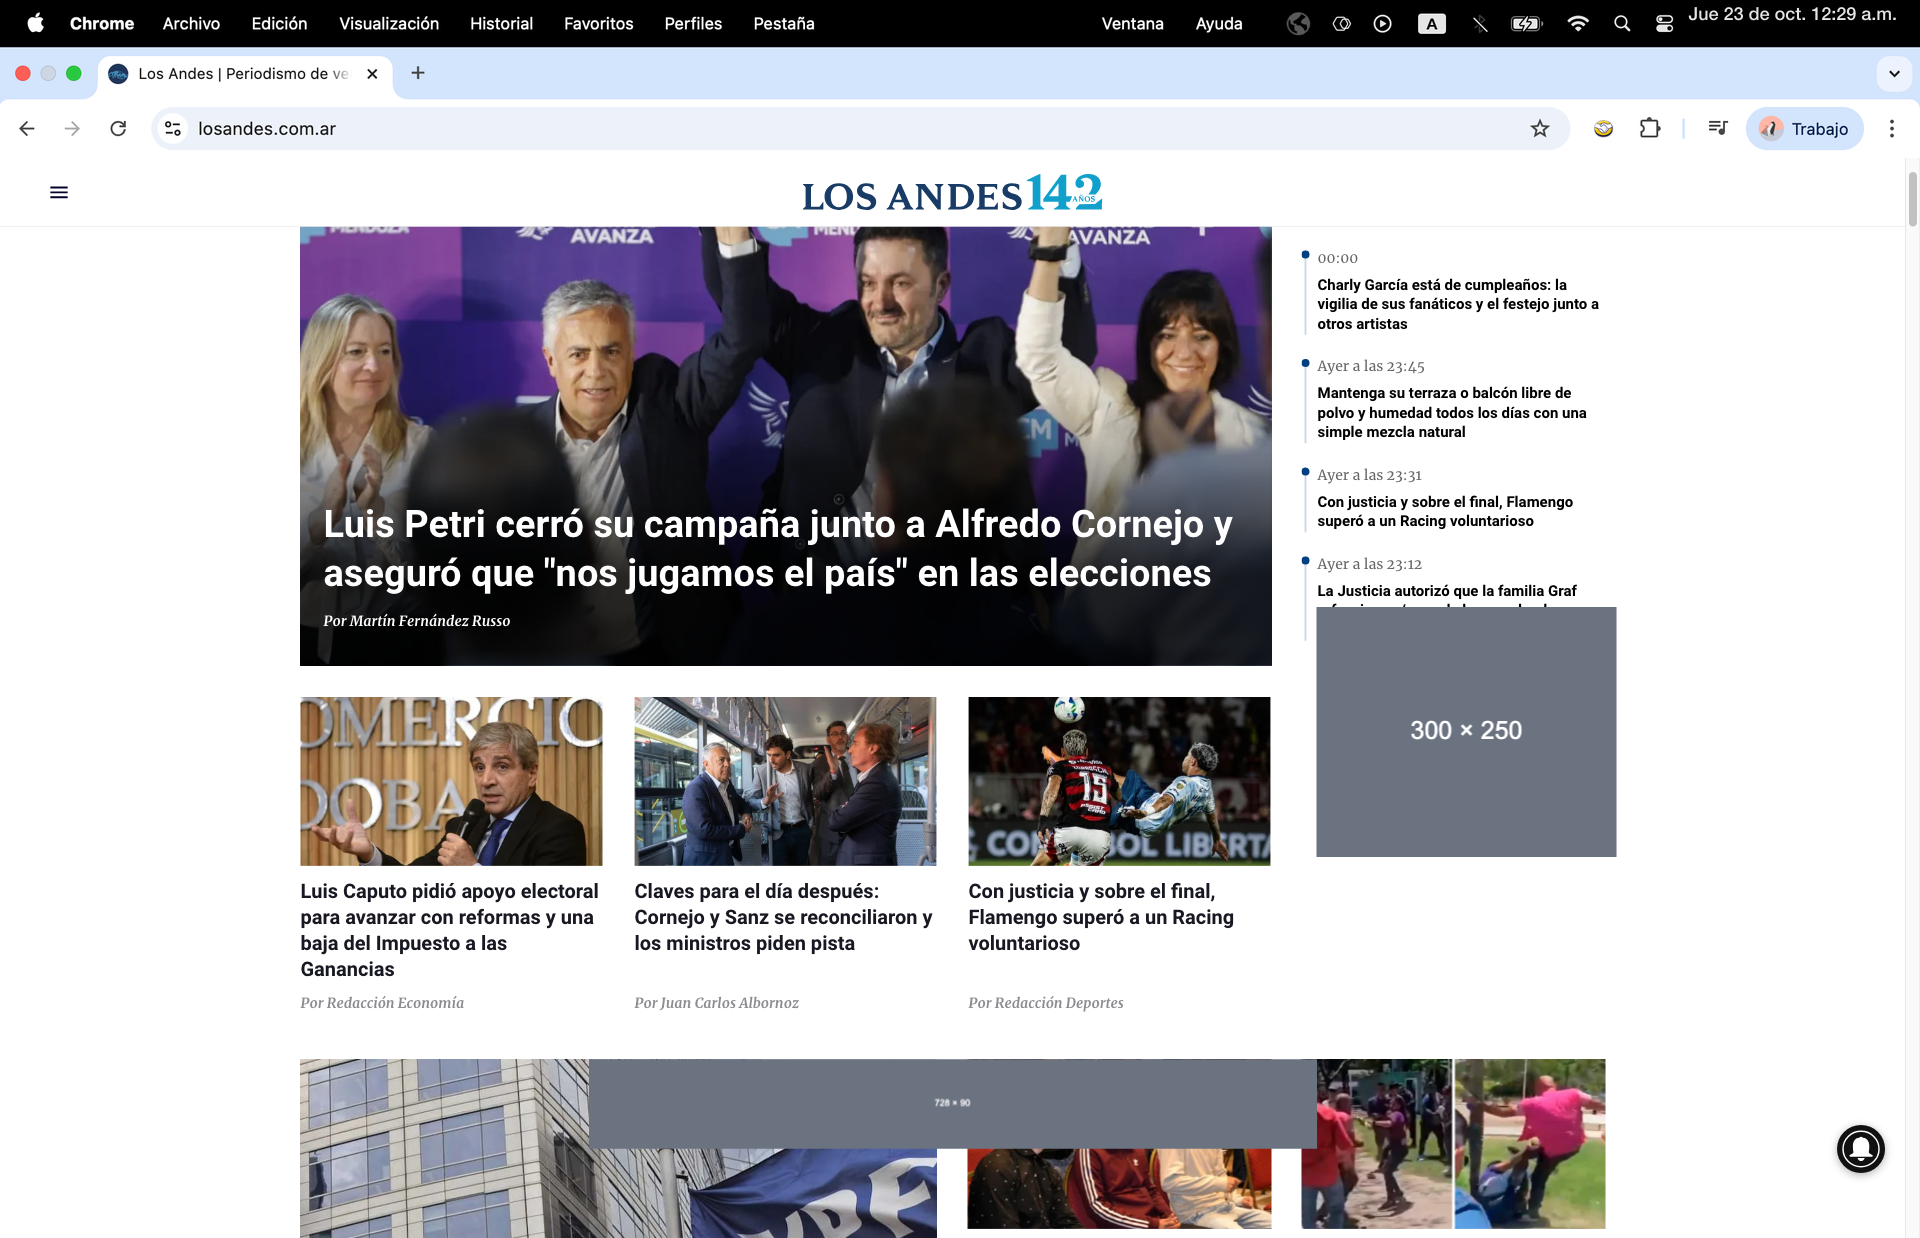 Chrome Archivo Edición Visualización Historial Favoritos Perfiles Pestaña Ventana Ayuda A Jue 23 de oct. 12:29 a.m.
Los Andes | Periodismo de ve
losandes.com.ar
Trabajo
LOS ANDES 142 AÑOS
MENDOZA
AVANZA
AVANZA
Luis Petri cerró su campaña junto a Alfredo Cornejo y
aseguró que "nos jugamos el país" en las elecciones
Por Martín Fernández Russo
00:00
Charly García está de cumpleaños: la
vigilia de sus fanáticos y el festejo junto a
otros artistas
Ayer a las 23:45
Mantenga su terraza o balcón libre de
polvo y humedad todos los días con una
simple mezcla natural
Ayer a las 23:31
Con justicia y sobre el final, Flamengo
superó a un Racing voluntarioso
Ayer a las 23:12
La Justicia autorizó que la familia Graf
300 × 250
OMERCIO
DOBA
Luis Caputo pidió apoyo electoral
para avanzar con reformas y una
baja del Impuesto a las
Ganancias
Por Redacción Economía
Claves para el día después:
Cornejo y Sanz se reconciliaron y
los ministros piden pista
Por Juan Carlos Albornoz
15
Con justicia y sobre el final,
Flamengo superó a un Racing
voluntarioso
Por Redacción Deportes
728 × 90